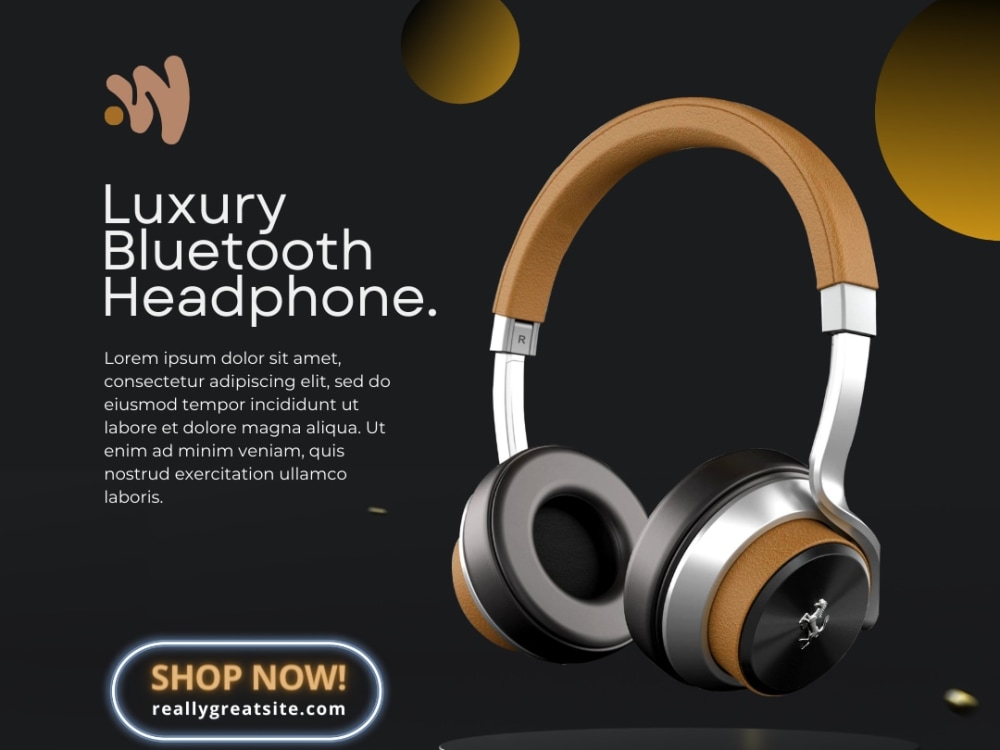 Luxury
Bluetooth
Headphone.
Lorem ipsum dolor sit amet,
consectetur adipiscing elit, sed do
eiusmod tempor incididunt ut
labore et dolore magna aliqua. Ut
enim ad minim veniam, quis
nostrud exercitation ullamco
laboris.
R
SHOP NOW!
reallygreatsite.com